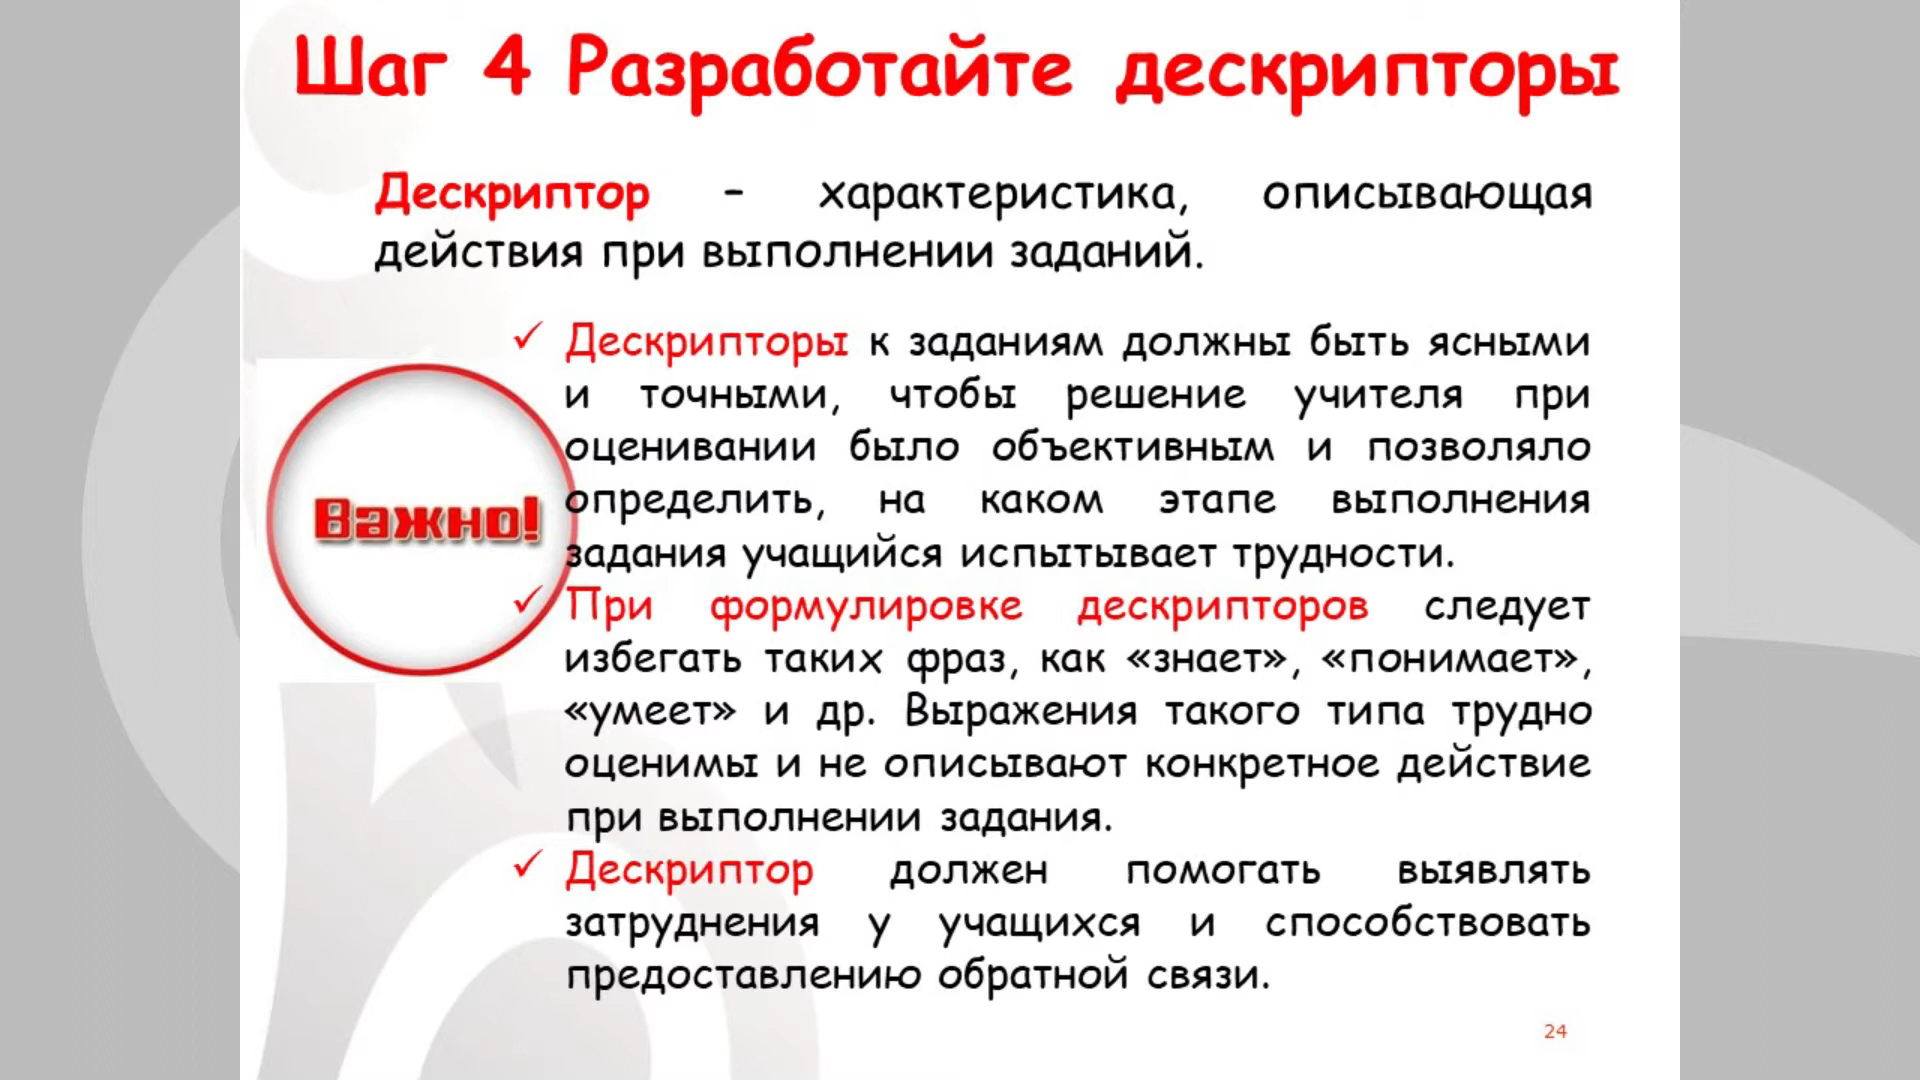 Шаг 4 Разработайте дескрипторы
Дескриптор – характеристика, описывающая
действия при выполнении заданий.
✓ Дескрипторы к заданиям должны быть ясными
и точными, чтобы решение учителя при
оценивании было объективным и позволяло
определить, на каком этапе выполнения
задания учащийся испытывает трудности.
Важно!
✓ При формулировке дескрипторов следует
избегать таких фраз, как «знает», «понимает»,
«умеет» и др. Выражения такого типа трудно
оценимы и не описывают конкретное действие
при выполнении задания.
✓ Дескриптор должен помогать выявлять
затруднения у учащихся и способствовать
предоставлению обратной связи.
24